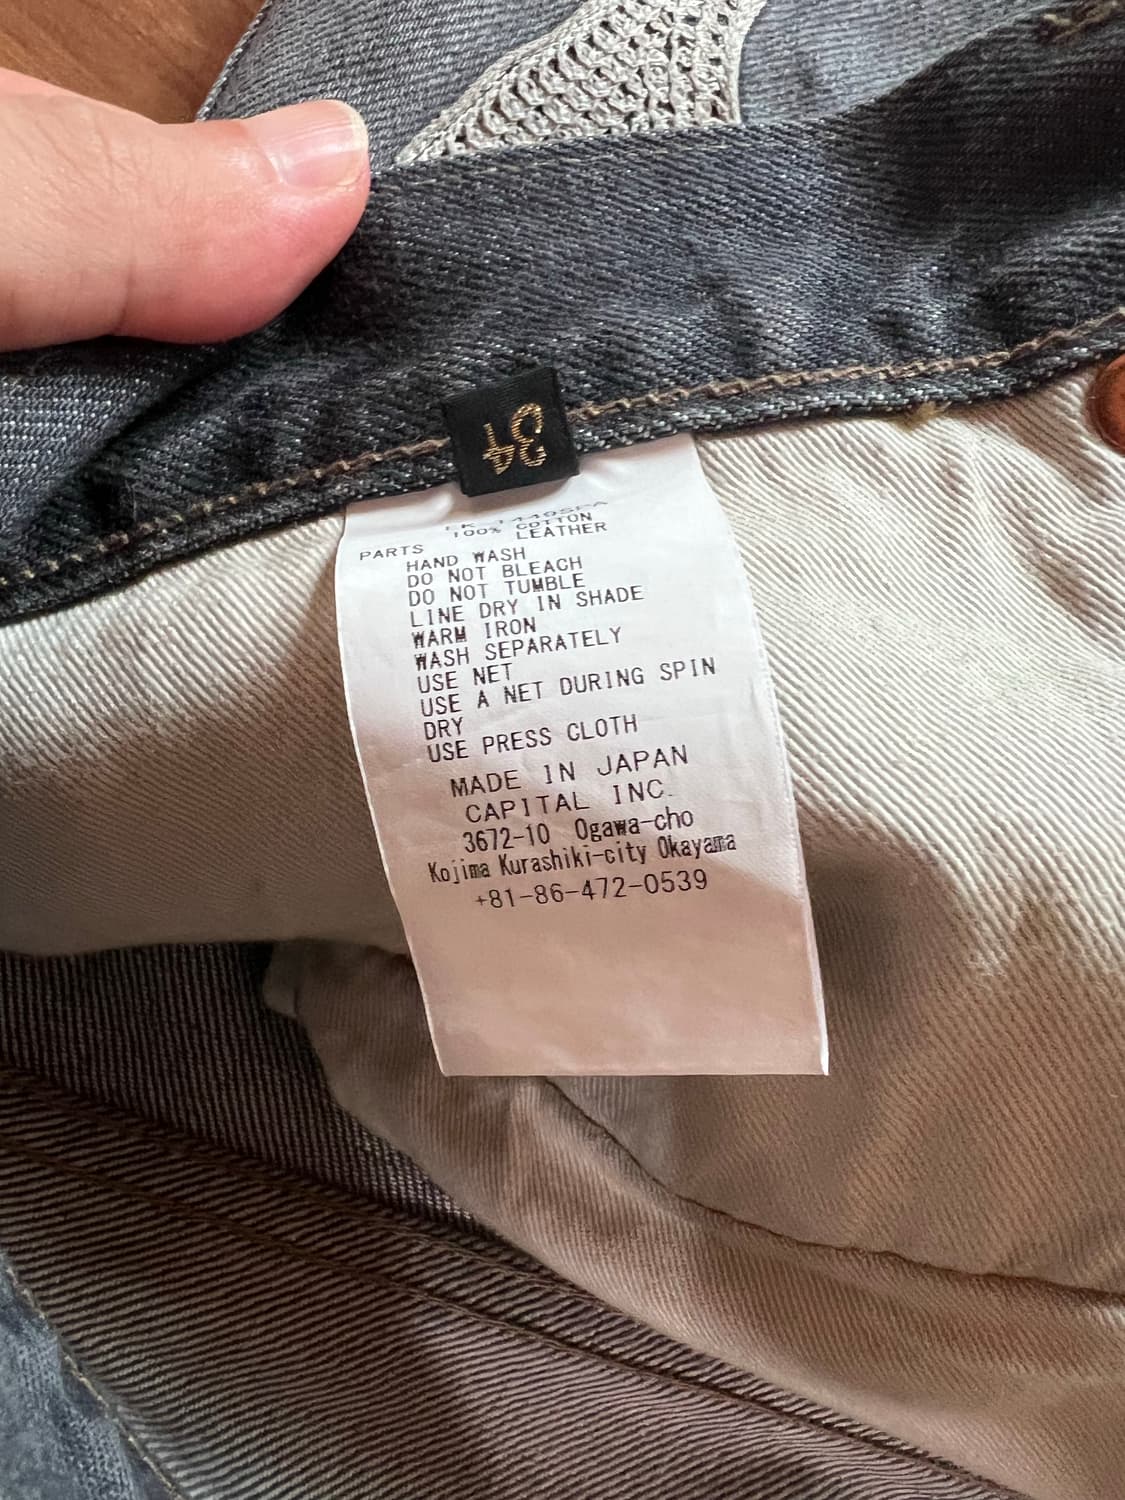 34
100% COTTON
PARTS LEATHER
HAND WASH
DO NOT BLEACH
DO NOT TUMBLE
LINE DRY IN SHADE
WARM IRON
WASH SEPARATELY
USE NET
USE A NET DURING SPIN
DRY
USE PRESS CLOTH
MADE IN JAPAN
CAPITAL INC.
3672-10 Ogawa-cho
Kojima Kurashiki-city Okayama
+81-86-472-0539